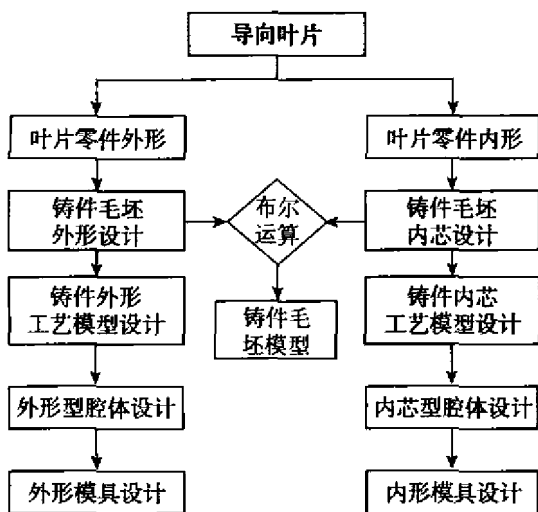 导向叶片
叶片零件外形
叶片零件内形
铸件毛坯
外形设计
布尔
运算
铸件毛坯
内芯设计
铸件外形
工艺模型设计
铸件毛
坯模型
铸件内芯
工艺模型设计
外形型腔体设计
内芯型腔体设计
外形模具设计
内形模具设计